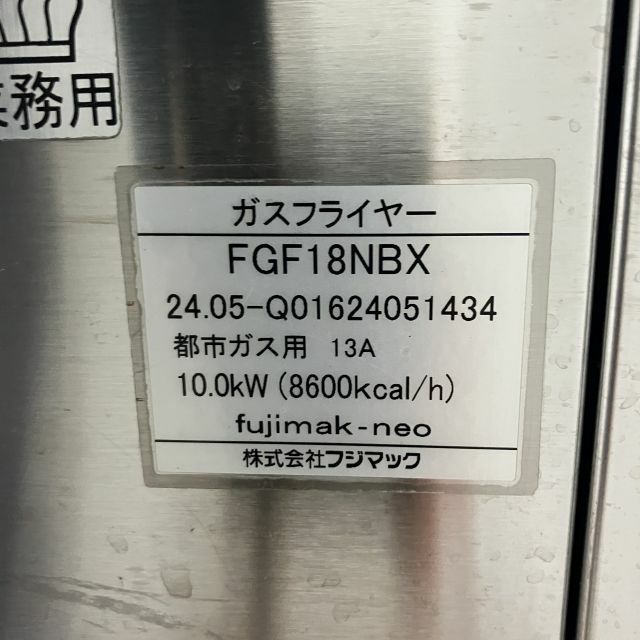 務用
ガスフライヤー
FGF18NBX
24.05-Q01624051434
都市ガス用 13A
10.0kW(8600kcal/h)
fujimak-neo
株式会社フジマック